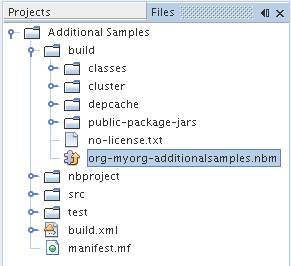 Projects Files
Additional Samples
build
classes
cluster
depcache
public-package-jars
no-license.txt
org-myorg-additionalsamples.nbm
nbproject
src
test
build.xml
manifest.mf